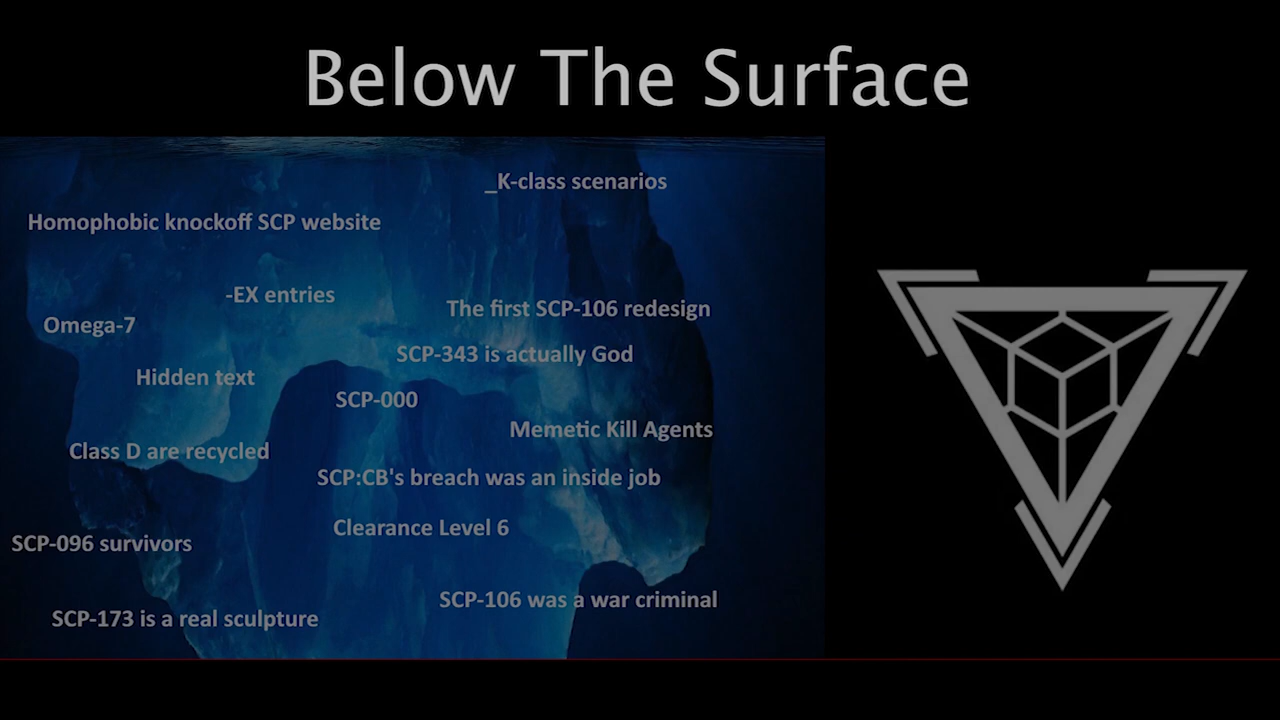 Below The Surface
_K-class scenarios
Homophobic knockoff SCP website
-EX entries
The first SCP-106 redesign
Omega-7
SCP-343 is actually God
Hidden text
SCP-000
Memetic Kill Agents
Class D are recycled
SCP:CB's breach was an inside job
Clearance Level 6
SCP-096 survivors
SCP-106 was a war criminal
SCP-173 is a real sculpture